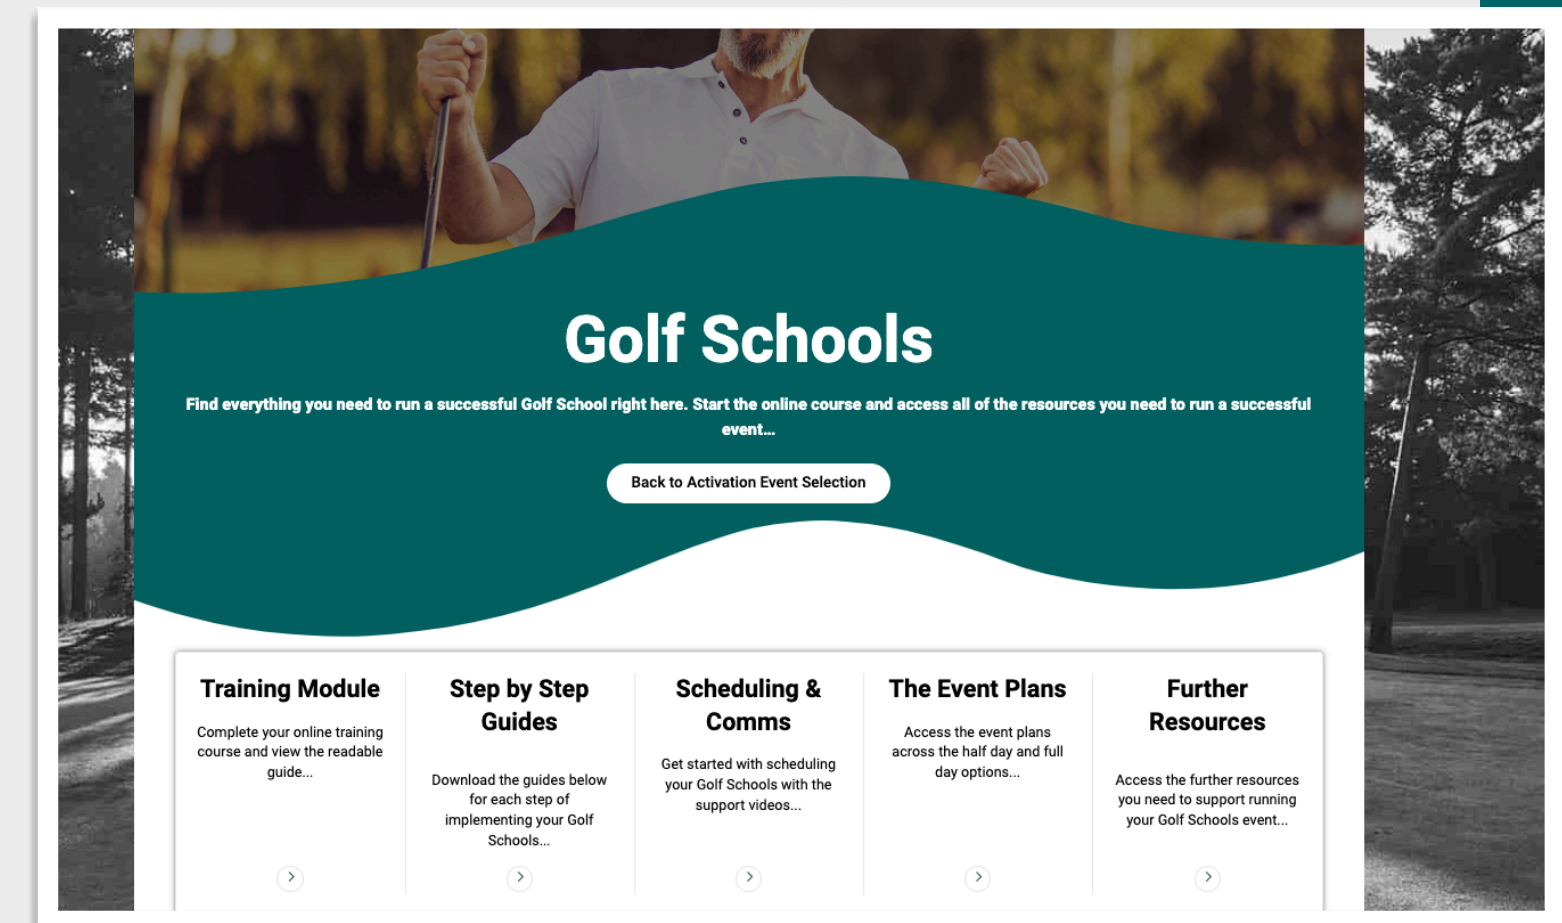 Golf Schools
Find everything you need to run a successful Golf School right here. Start the online course and access all of the resources you need to run a successful
event...
Back to Activation Event Selection
Training Module
Complete your online training
course and view the readable
guide...
Step by Step
Guides
Download the guides below
for each step of
implementing your Golf
Schools...
Scheduling &
Comms
Get started with scheduling
your Golf Schools with the
support videos...
The Event Plans
Access the event plans
across the half day and full
day options...
Further
Resources
Access the further resources
you need to support running
your Golf Schools event...